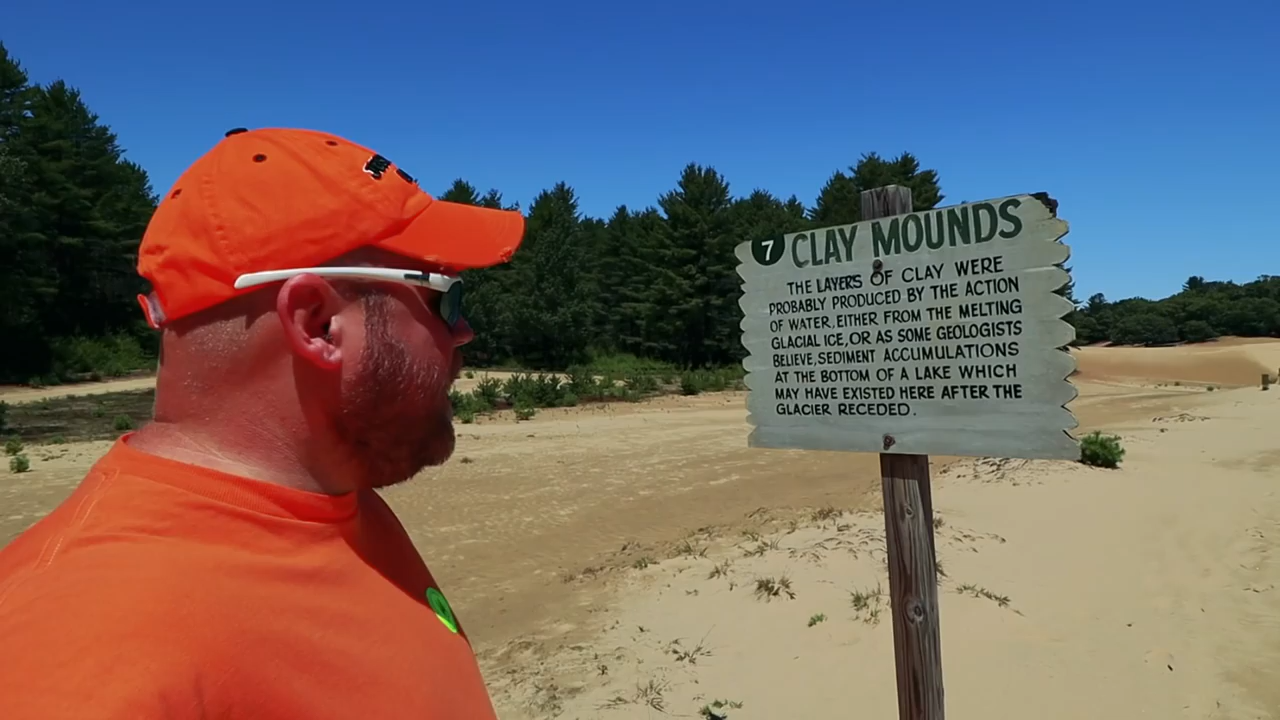 7 CLAY MOUNDS
THE LAYERS OF CLAY WERE
PROBABLY PRODUCED BY THE ACTION
OF WATER, EITHER FROM THE MELTING
GLACIAL ICE, OR AS SOME GEOLOGISTS
BELIEVE, SEDIMENT ACCUMULATIONS
AT THE BOTTOM OF A LAKE WHICH
MAY HAVE EXISTED HERE AFTER THE
GLACIER RECEDED.